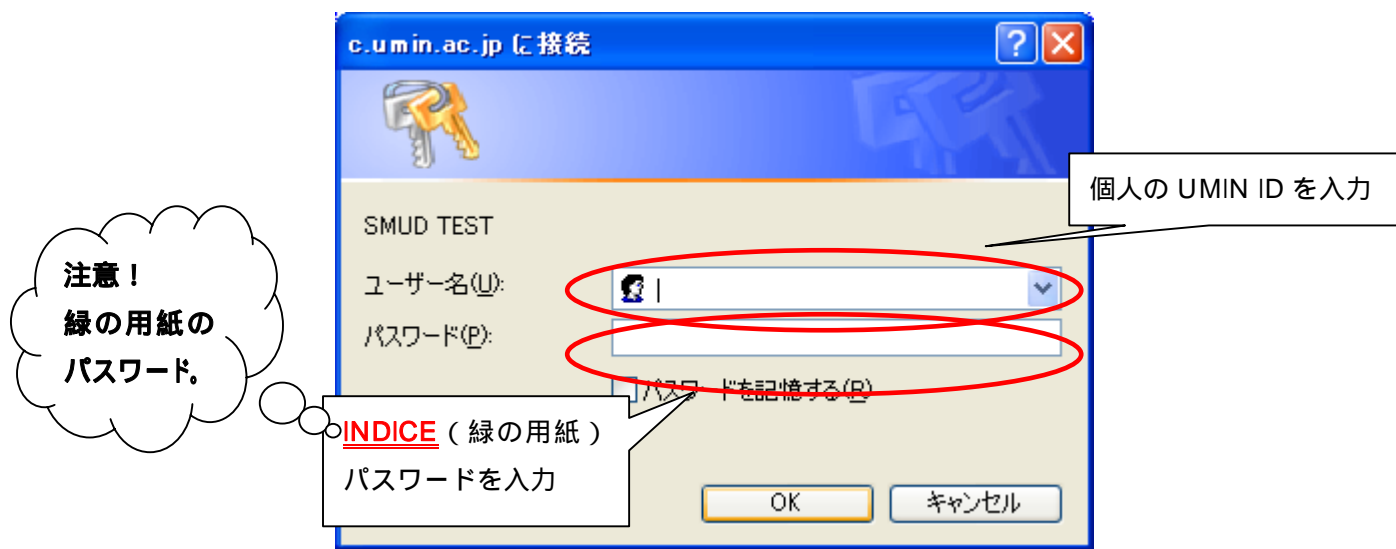 c.umin.ac.jp に接続
個人の UMIN ID を入力
SMUD TEST
注意！
緑の用紙の
パスワード。
ユーザー名(U):
パスワード(P):
パスワードを記憶する(R)
INDICE（緑の用紙）
パスワードを入力
OK
キャンセル